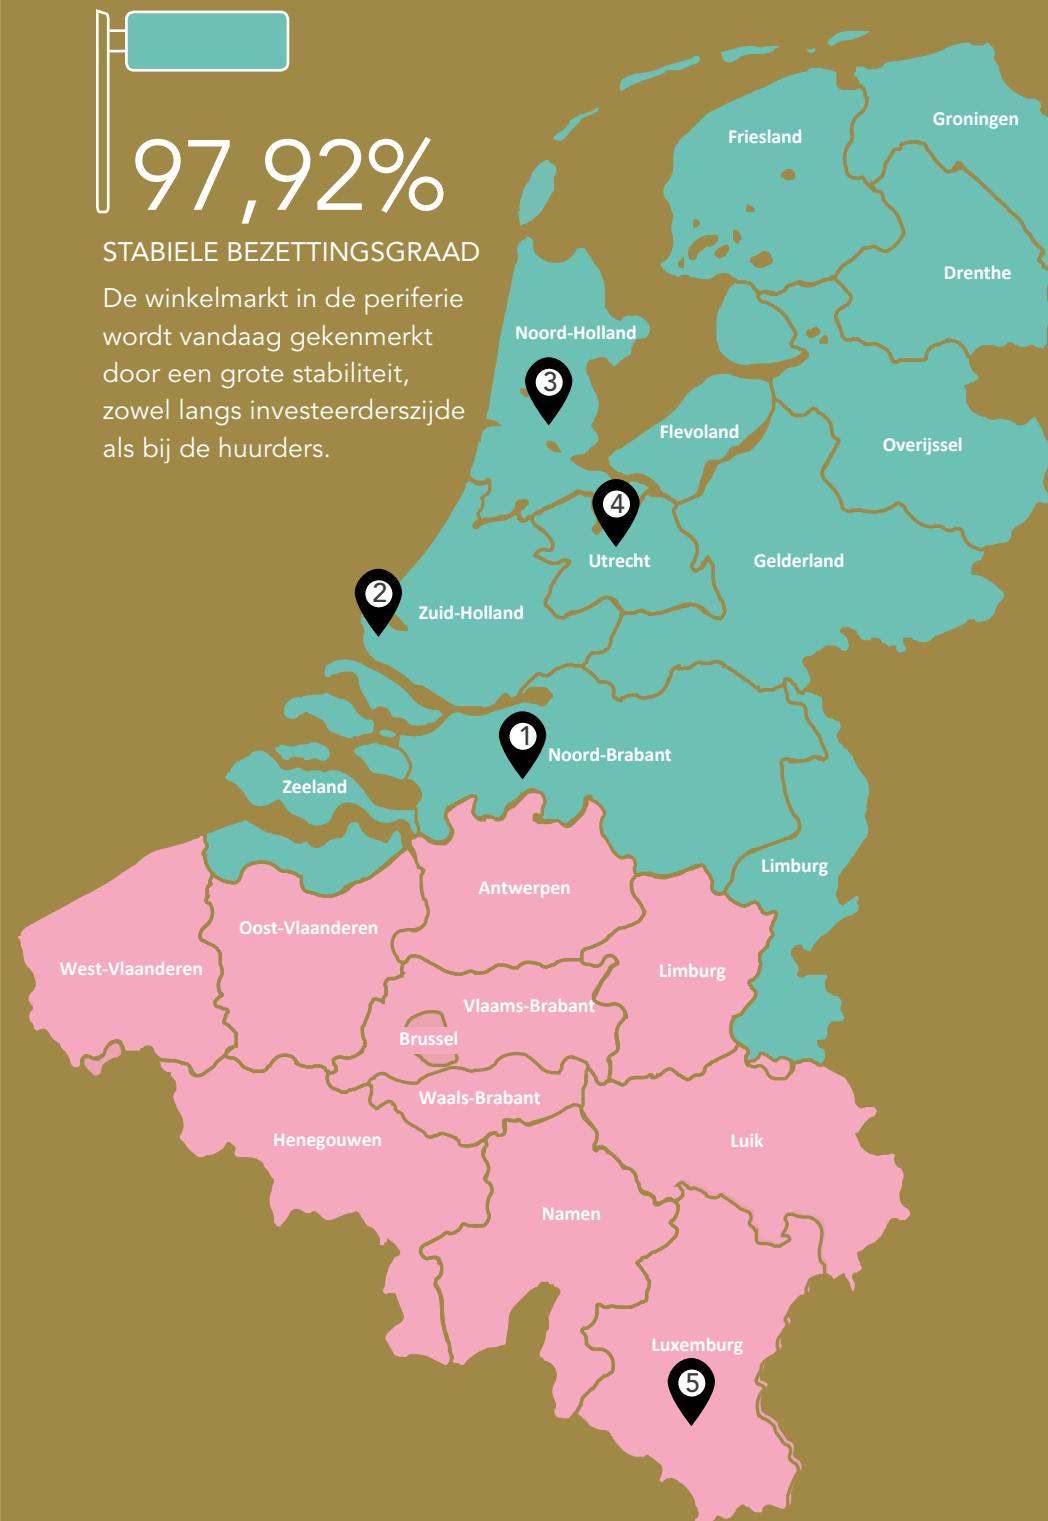 97,92%
STABIELE BEZETTINGSGRAAD
De winkelmarkt in de periferie
wordt vandaag gekenmerkt
door een grote stabiliteit,
zowel langs investeerderszijde
als bij de huurders.
Groningen
Friesland
Drenthe
Noord-Holland
3
Flevoland
Overijssel
4
Utrecht
Gelderland
2
Zuid-Holland
1
Noord-Brabant
Zeeland
Limburg
Antwerpen
Oost-Vlaanderen
West-Vlaanderen
Limburg
Vlaams-Brabant
Brussel
Waals-Brabant
Henegouwen
Luik
Namen
Luxemburg
5